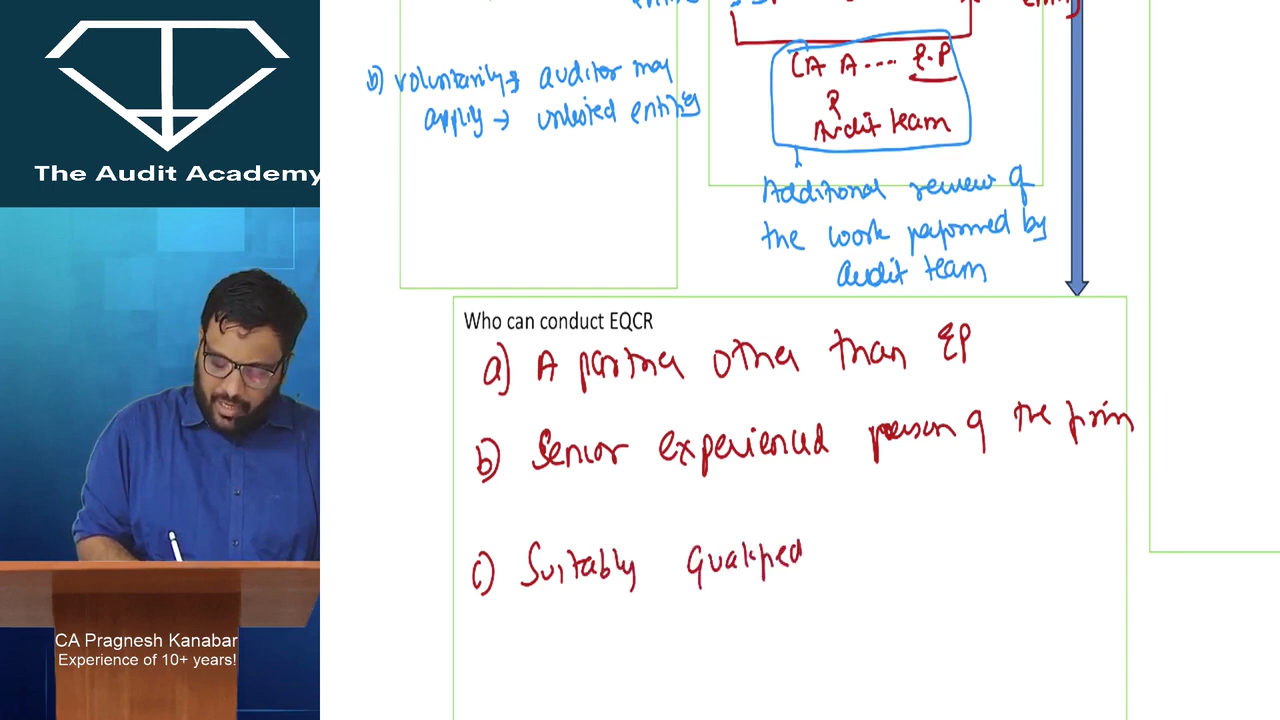 The Audit Academy
CA Pragnesh Kanabar
Experience of 10+ years!
b) voluntarily → auditor may
apply → unlisted entities
CA A .... E.P
Audit team
Additional review of
the work performed by
audit team
Who can conduct EQCR
a) A partner other than EP
b) Senior experienced person of the firm
c) Suitably Qualified